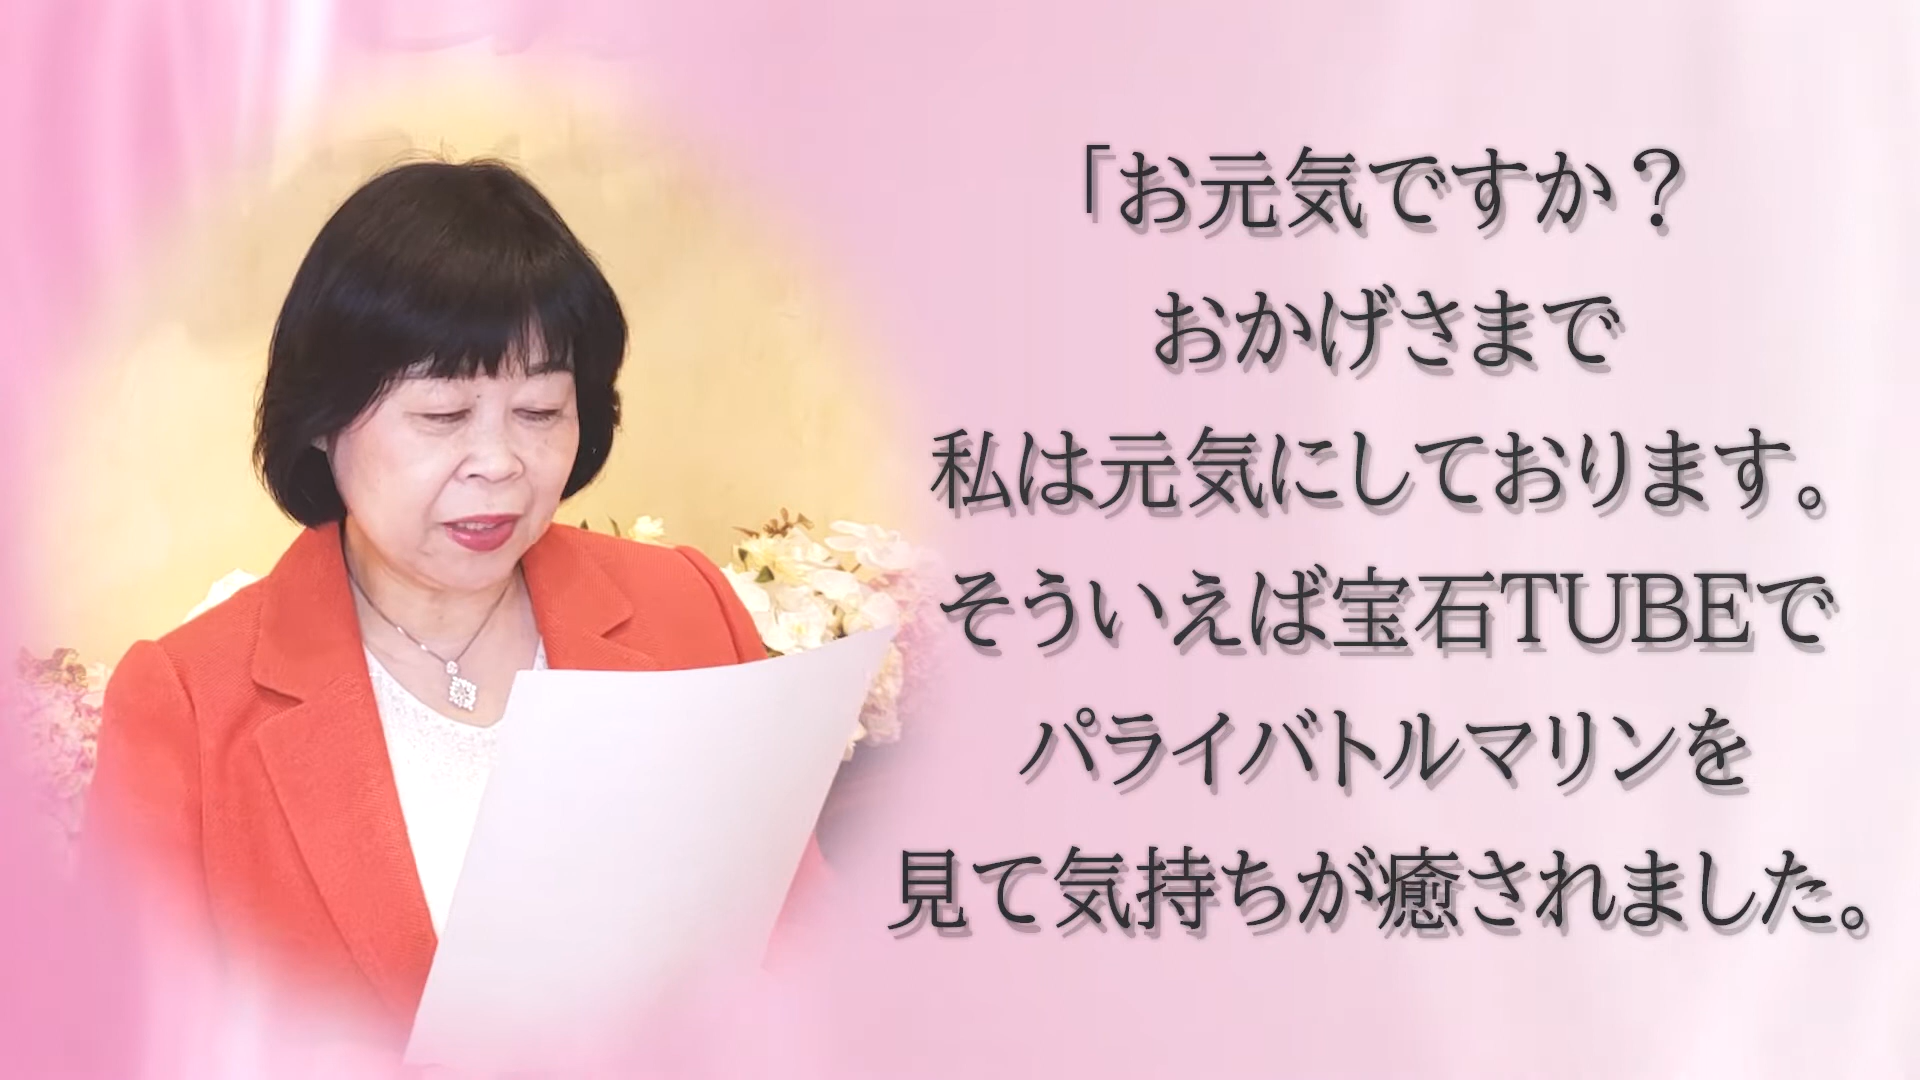 「お元気ですか？
おかげさまで
私は元気にしております。
そういえば宝石TUBEで
パライバトルマリンを
見て気持ちが癒されました。